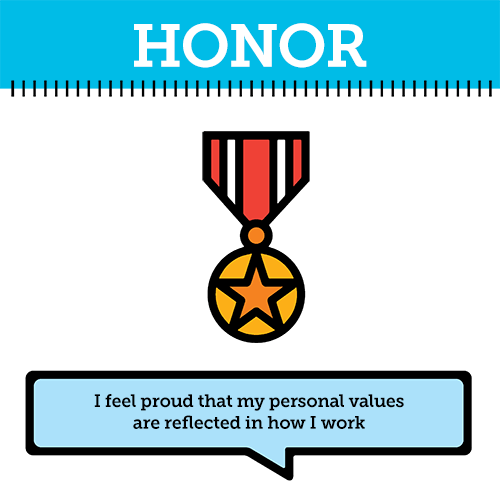 HONOR
I feel proud that my personal values
are reflected in how I work